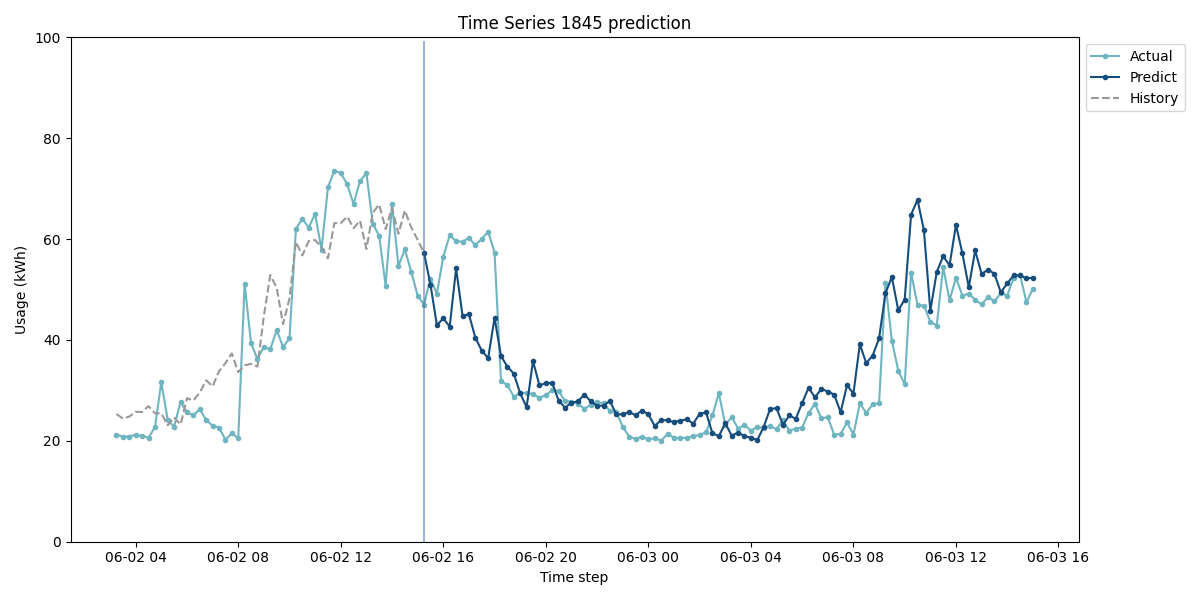 Time Series 1845 prediction
100
80
60
40
20
0
Usage (kWh)
06-02 04
06-02 08
06-02 12
06-02 16
06-02 20
06-03 00
06-03 04
06-03 08
06-03 12
06-03 16
Time step
Actual
Predict
History